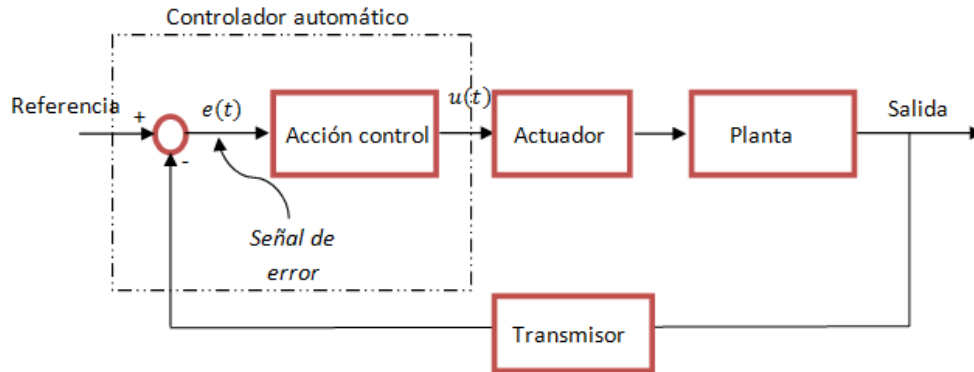 Controlador automático
Referencia
+
-
e(t)
Acción control
u(t)
Actuador
Planta
Salida
Señal de
error
Transmisor